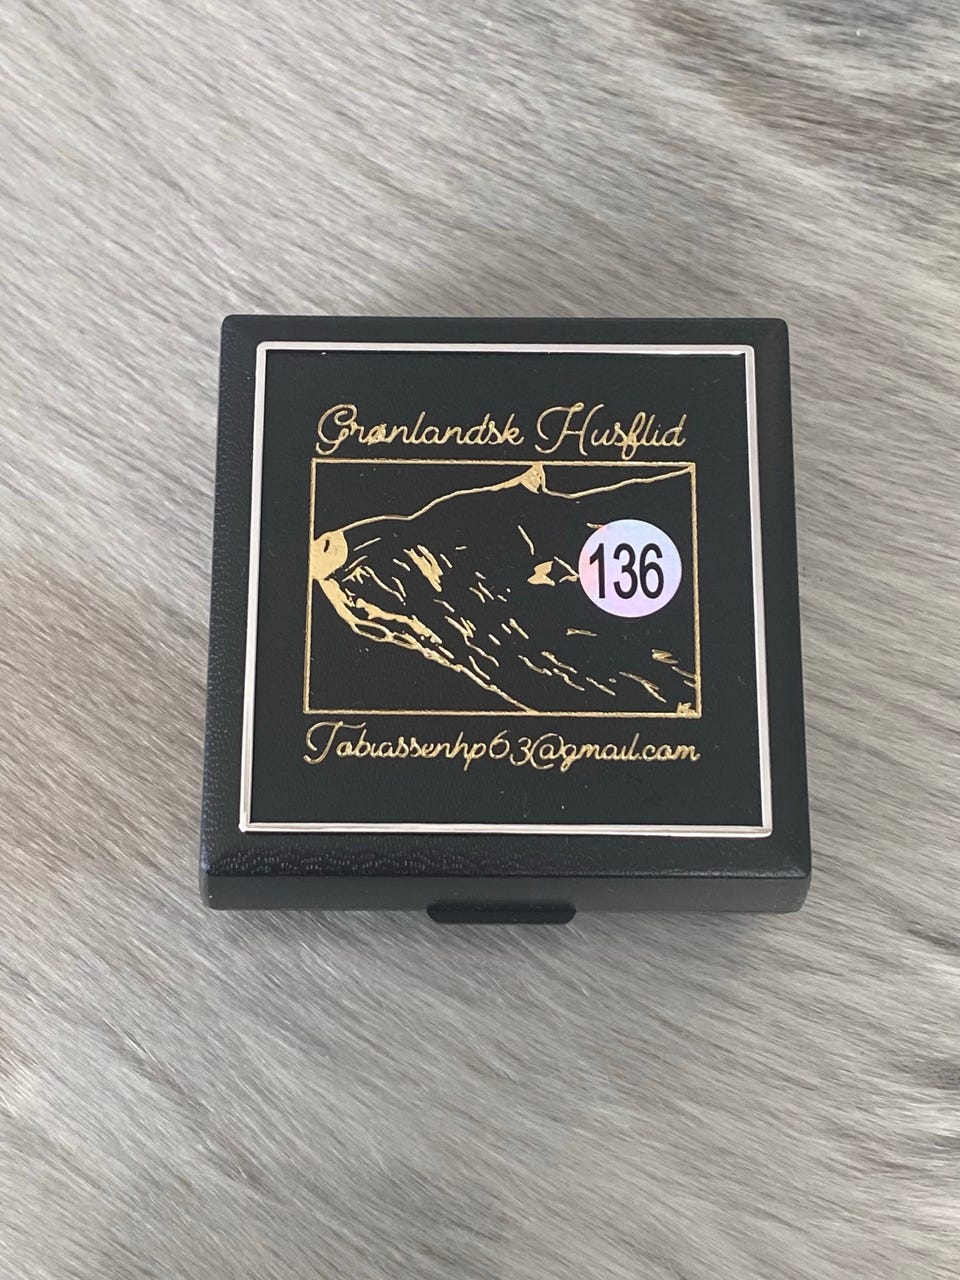 Grønlandsk Husflid
136
Tobiassenhp63@gmail.com